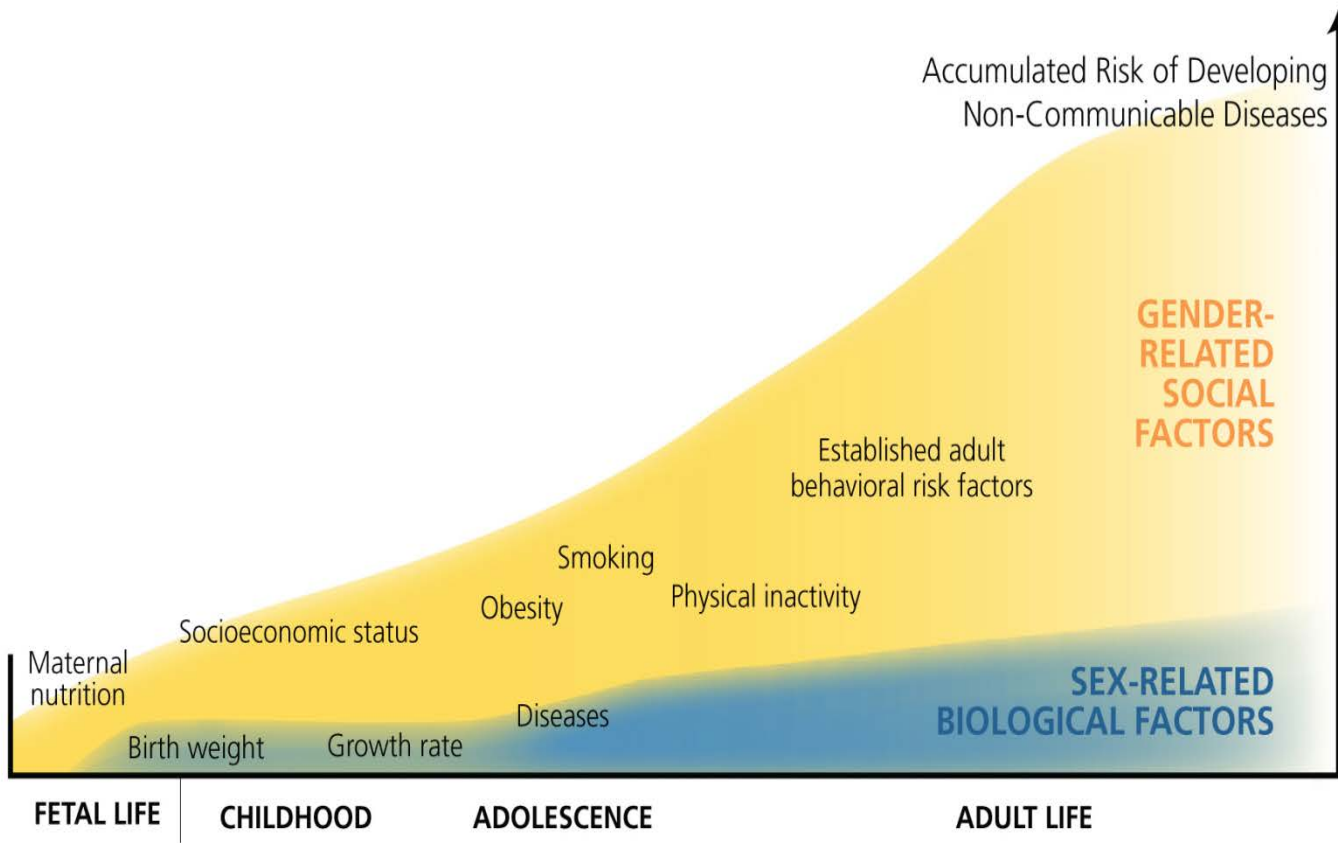 Accumulated Risk of Developing
Non-Communicable Diseases
GENDER-
RELATED
SOCIAL
FACTORS
Established adult
behavioral risk factors
Smoking
Obesity
Physical inactivity
Socioeconomic status
Maternal
nutrition
SEX-RELATED
BIOLOGICAL FACTORS
Diseases
Birth weight
Growth rate
FETAL LIFE
CHILDHOOD
ADOLESCENCE
ADULT LIFE